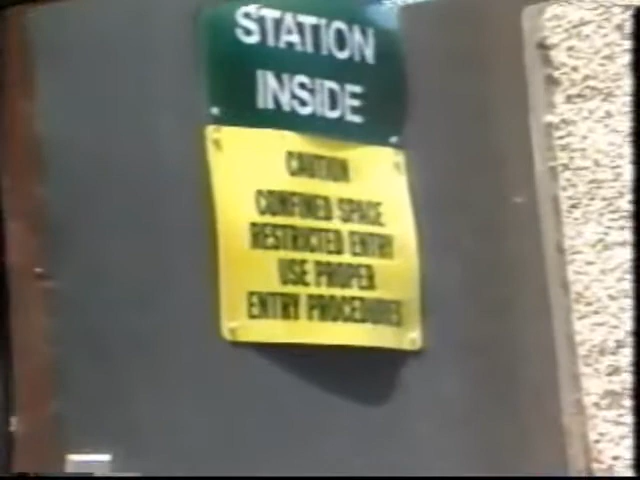 STATION
INSIDE
CAUTION
CONFINED SPACE
RESTRICTED ENTRY
USE PROPER
ENTRY PROCEDURES